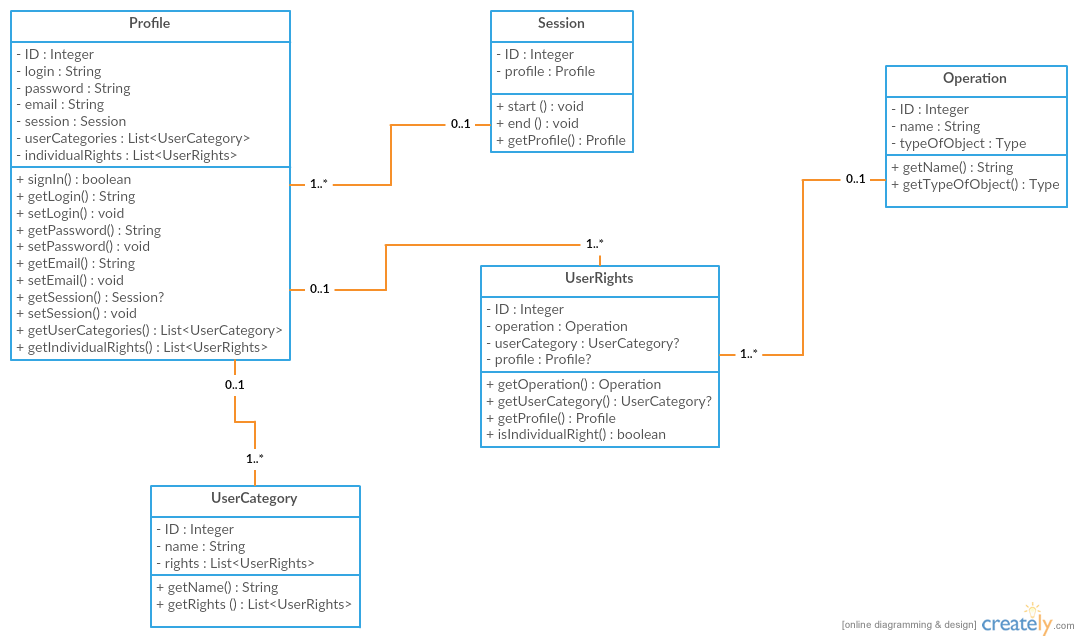 Profile
- ID : Integer
- login : String
- password : String
- email : String
- session : Session
- userCategories : List<UserCategory>
- individualRights : List<UserRights>
+ signIn() : boolean
+ getLogin() : String
+ setLogin() : void
+ getPassword() : String
+ setPassword() : void
+ getEmail() : String
+ setEmail() : void
+ getSession() : Session?
+ setSession() : void
+ getUserCategories() : List<UserCategory>
+ getIndividualRights() : List<UserRights>
Session
- ID : Integer
- profile : Profile
+ start () : void
+ end () : void
+ getProfile() : Profile
Operation
- ID : Integer
- name : String
- typeOfObject : Type
+ getName() : String
+ getTypeOfObject() : Type
0..1
1..*
0..1
1..*
0..1
UserRights
- ID : Integer
- operation : Operation
- userCategory : UserCategory?
- profile : Profile?
+ getOperation() : Operation
+ getUserCategory() : UserCategory?
+ getProfile() : Profile
+ isIndividualRight() : boolean
1..*
0..1
1..*
UserCategory
- ID : Integer
- name : String
- rights : List<UserRights>
+ getName() : String
+ getRights () : List<UserRights>
[online diagramming & design] creately.com